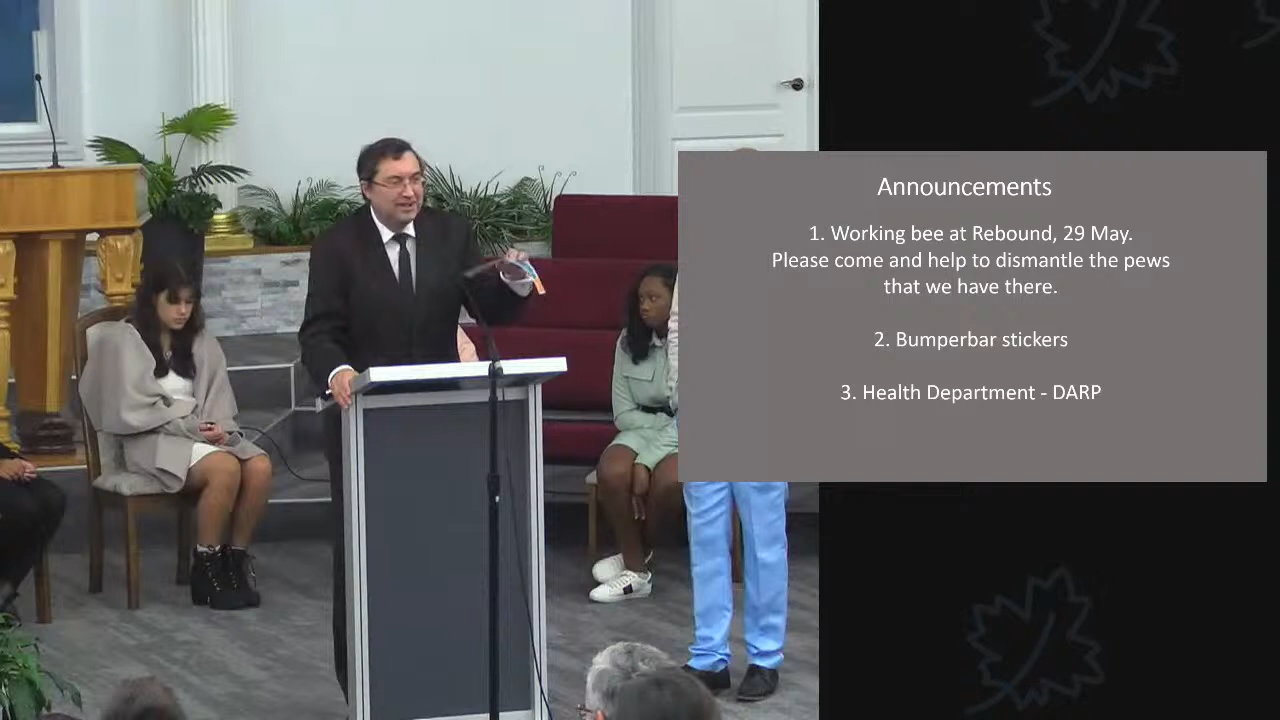 Announcements
1. Working bee at Rebound, 29 May.
Please come and help to dismantle the pews
that we have there.
2. Bumperbar stickers
3. Health Department - DARP